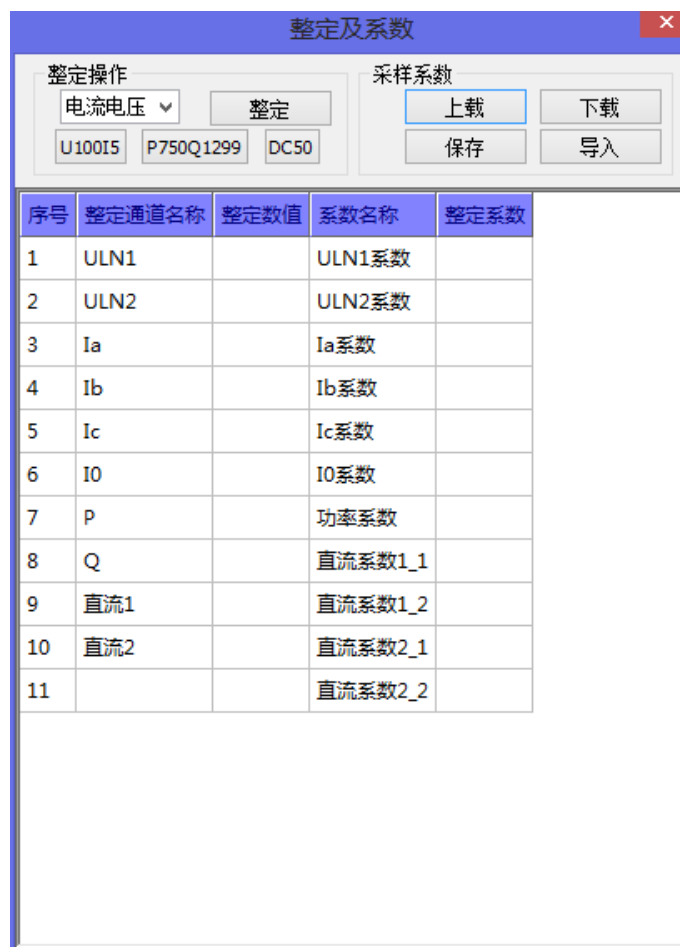 整定及系数
×
整定操作
采样系数
电流电压 整定 上载 下载
U100I5 P750Q1299 DC50 保存 导入
序号 整定通道名称 整定数值 系数名称 整定系数
1 ULN1 ULN1系数
2 ULN2 ULN2系数
3 Ia Ia系数
4 Ib Ib系数
5 Ic Ic系数
6 I0 I0系数
7 P 功率系数
8 Q 直流系数1_1
9 直流1 直流系数1_2
10 直流2 直流系数2_1
11 直流系数2_2